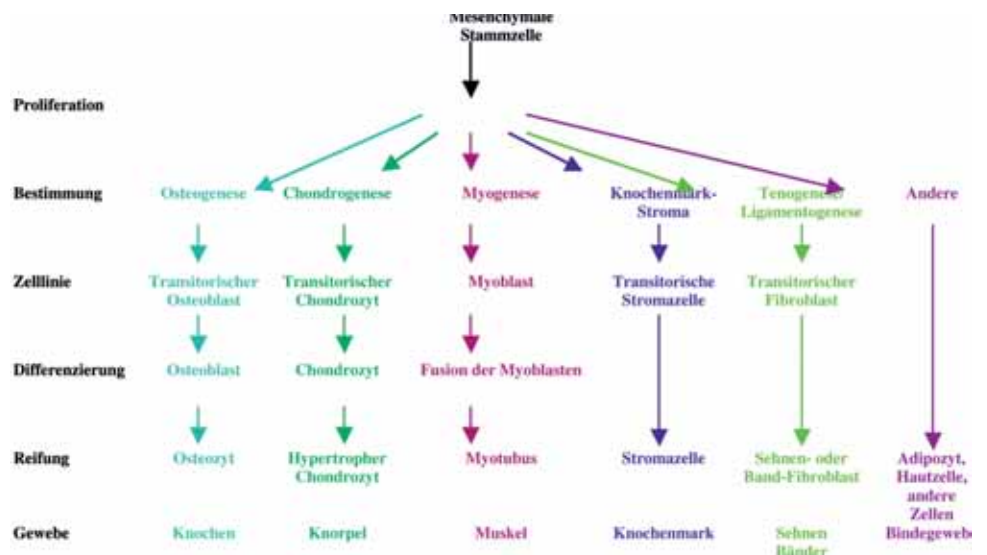 Mesenchymale
Stammzelle
Proliferation
Bestimmung Osteogenese Chondrogenese Myogenese Knochenmark- Tenogenese/ Andere
Stroma Ligamentogenese
Zelllinie Transitorischer Transitorischer Myoblast Transitorische Transitorischer
Osteoblast Chondrozyt Stromazelle Fibroblast
Differenzierung Osteoblast Chondrozyt Fusion der Myoblasten
Reifung Osteozyt Hypertropher Myotubus Stromazelle Sehnen- oder Adipozyt,
Chondrozyt Band-Fibroblast Hautzelle,
andere
Zellen
Gewebe Knochen Knorpel Muskel Knochenmark Sehnen Bindegewebe
Bänder